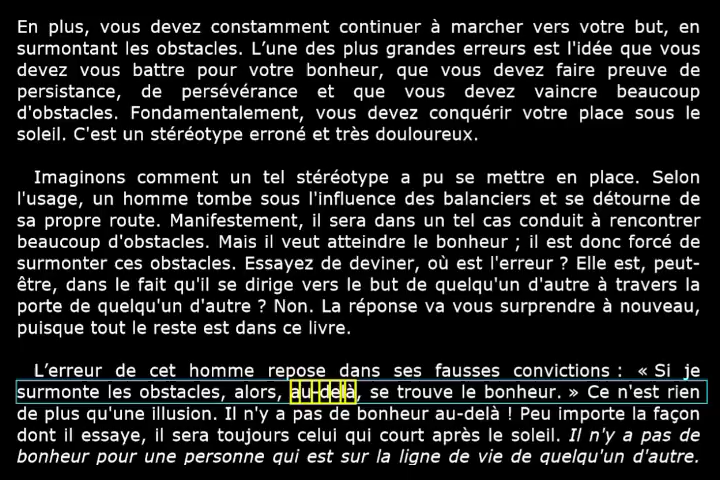 En plus, vous devez constamment continuer à marcher vers votre but, en
surmontant les obstacles. L’une des plus grandes erreurs est l'idée que vous
devez vous battre pour votre bonheur, que vous devez faire preuve de
persistance, de persévérance et que vous devez vaincre beaucoup
d'obstacles. Fondamentalement, vous devez conquérir votre place sous le
soleil. C'est un stéréotype erroné et très douloureux.
Imaginons comment un tel stéréotype a pu se mettre en place. Selon
l'usage, un homme tombe sous l'influence des balanciers et se détourne de
sa propre route. Manifestement, il sera dans un tel cas conduit à rencontrer
beaucoup d'obstacles. Mais il veut atteindre le bonheur ; il est donc forcé de
surmonter ces obstacles. Essayez de deviner, où est l'erreur ? Elle est, peut-
être, dans le fait qu'il se dirige vers le but de quelqu'un d'autre à travers la
porte de quelqu'un d'autre ? Non. La réponse va vous surprendre à nouveau,
puisque tout le reste est dans ce livre.
L’erreur de cet homme repose dans ses fausses convictions : « Si je
surmonte les obstacles, alors, au-delà, se trouve le bonheur. » Ce n'est rien
de plus qu'une illusion. Il n'y a pas de bonheur au-delà ! Peu importe la façon
dont il essaye, il sera toujours celui qui court après le soleil. Il n'y a pas de
bonheur pour une personne qui est sur la ligne de vie de quelqu'un d'autre.